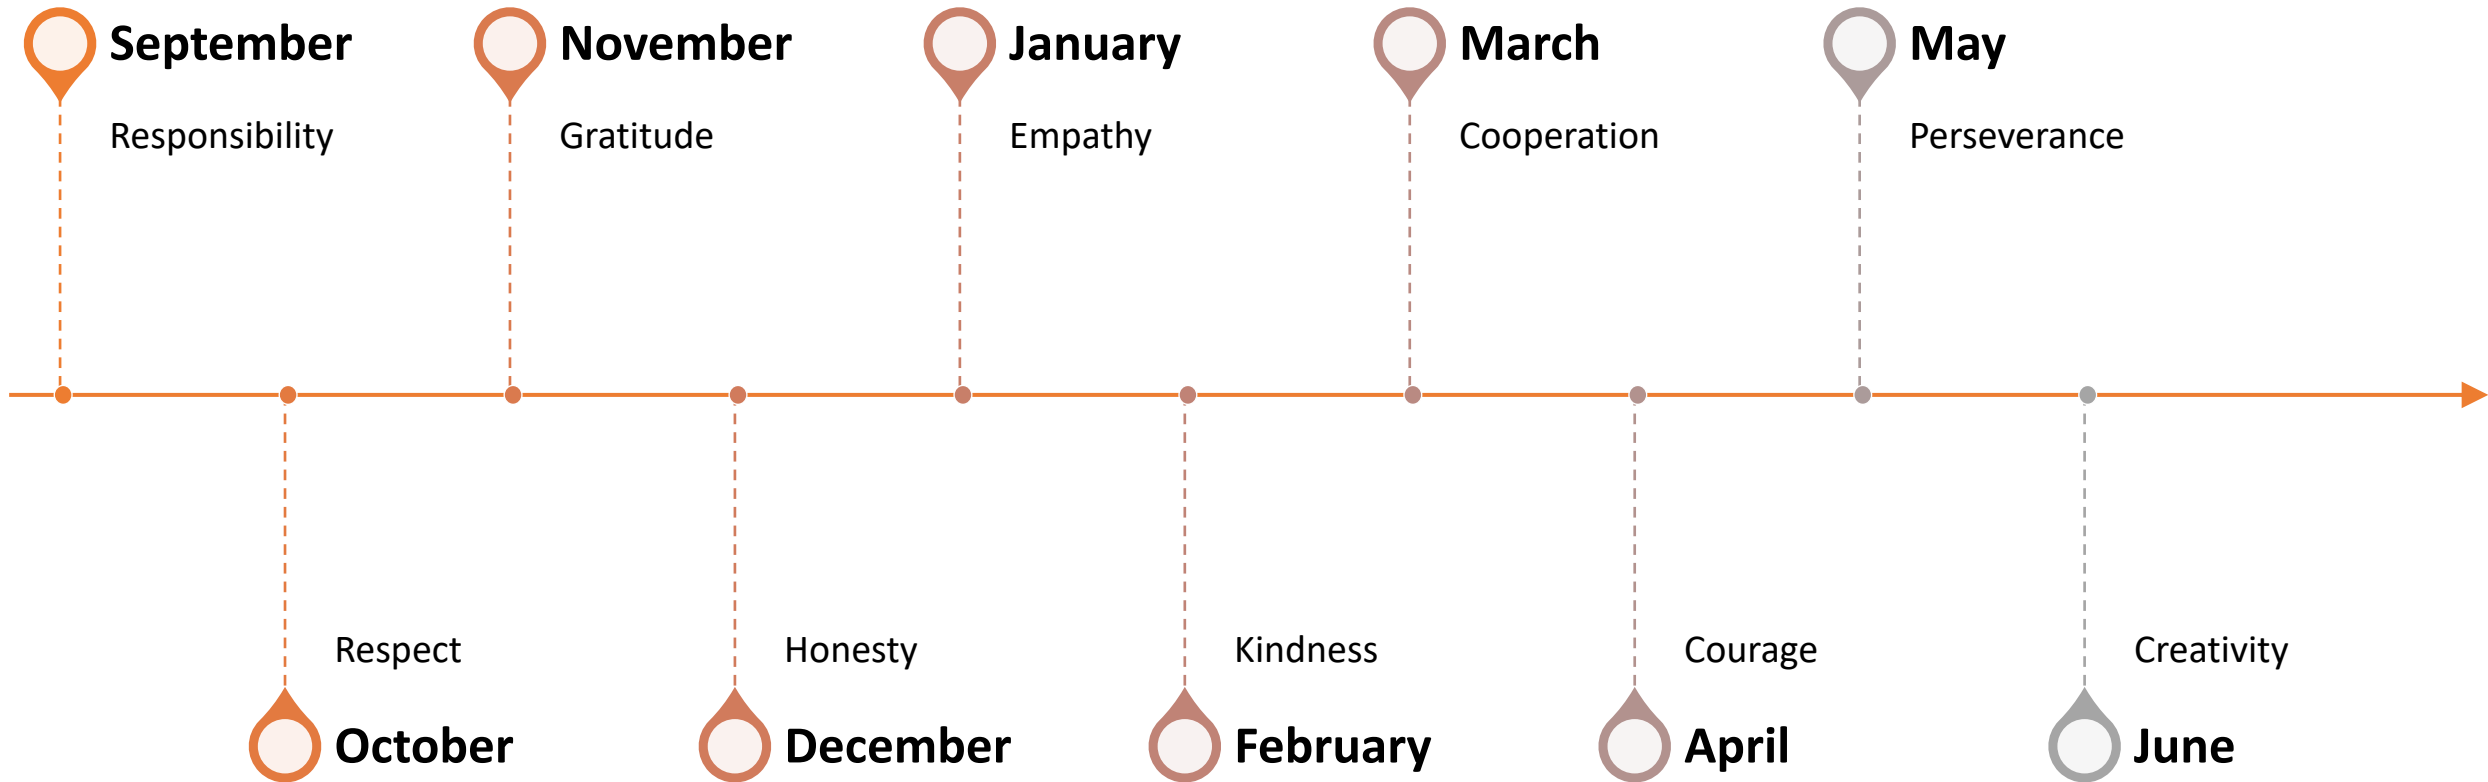 September
Responsibility
October
Respect
November
Gratitude
December
Honesty
January
Empathy
February
Kindness
March
Cooperation
April
Courage
May
Perseverance
June
Creativity